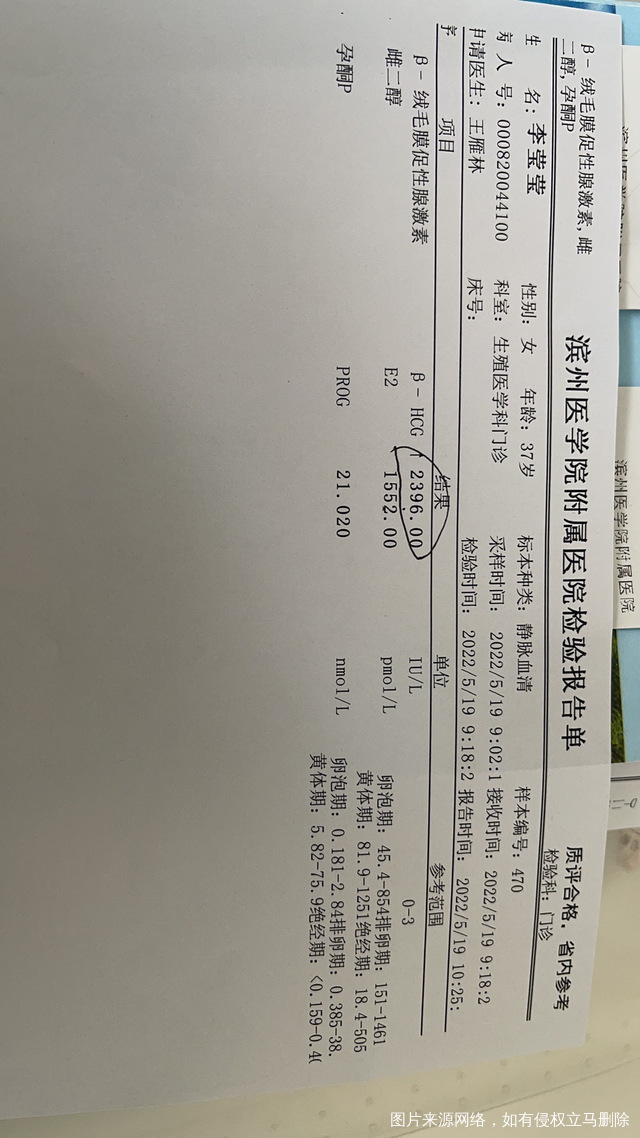 滨州医学院附属医院检验报告单
质评合格，省内参考
β-绒毛膜促性腺激素,雌
二醇,孕酮P
检验科: 门诊
名: 李莹莹 性别: 女 年龄: 37岁 标本种类: 静脉血清 样本编号: 470
人 号: 000820044100 科室: 生殖医学科门诊 采样时间: 2022/5/19 9:02:1 接收时间: 2022/5/19 9:18:2
申请医生: 王雁林 床号: 检验时间: 2022/5/19 9:18:2 报告时间: 2022/5/19 10:25:
项目 结果 单位 参考范围
β-绒毛膜促性腺激素 β-HCG 2396.00 IU/L 0-3
雌二醇 E2 1552.00 pmol/L 卵泡期: 45.4-854排卵期: 151-1461
黄体期: 81.9-1251绝经期: 18.4-505
孕酮P PROG 21.020 nmol/L 卵泡期: 0.181-2.84排卵期: 0.385-38.
黄体期: 5.82-75.9绝经期: <0.159-0.4(
滨州医学院附属医院
图片来源网络，如有侵权立马删除